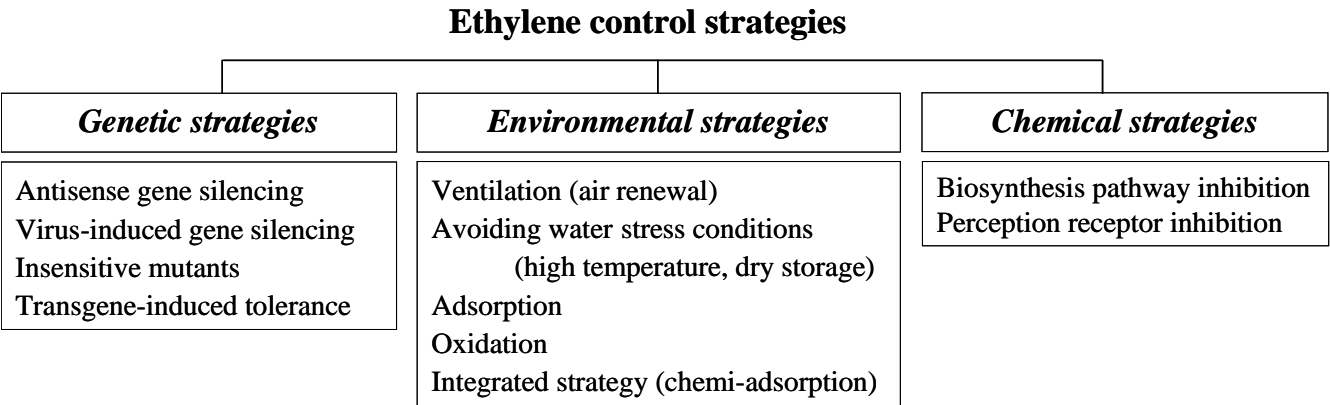 Ethylene control strategies
Genetic strategies
Antisense gene silencing
Virus-induced gene silencing
Insensitive mutants
Transgene-induced tolerance
Environmental strategies
Ventilation (air renewal)
Avoiding water stress conditions
(high temperature, dry storage)
Adsorption
Oxidation
Integrated strategy (chemi-adsorption)
Chemical strategies
Biosynthesis pathway inhibition
Perception receptor inhibition